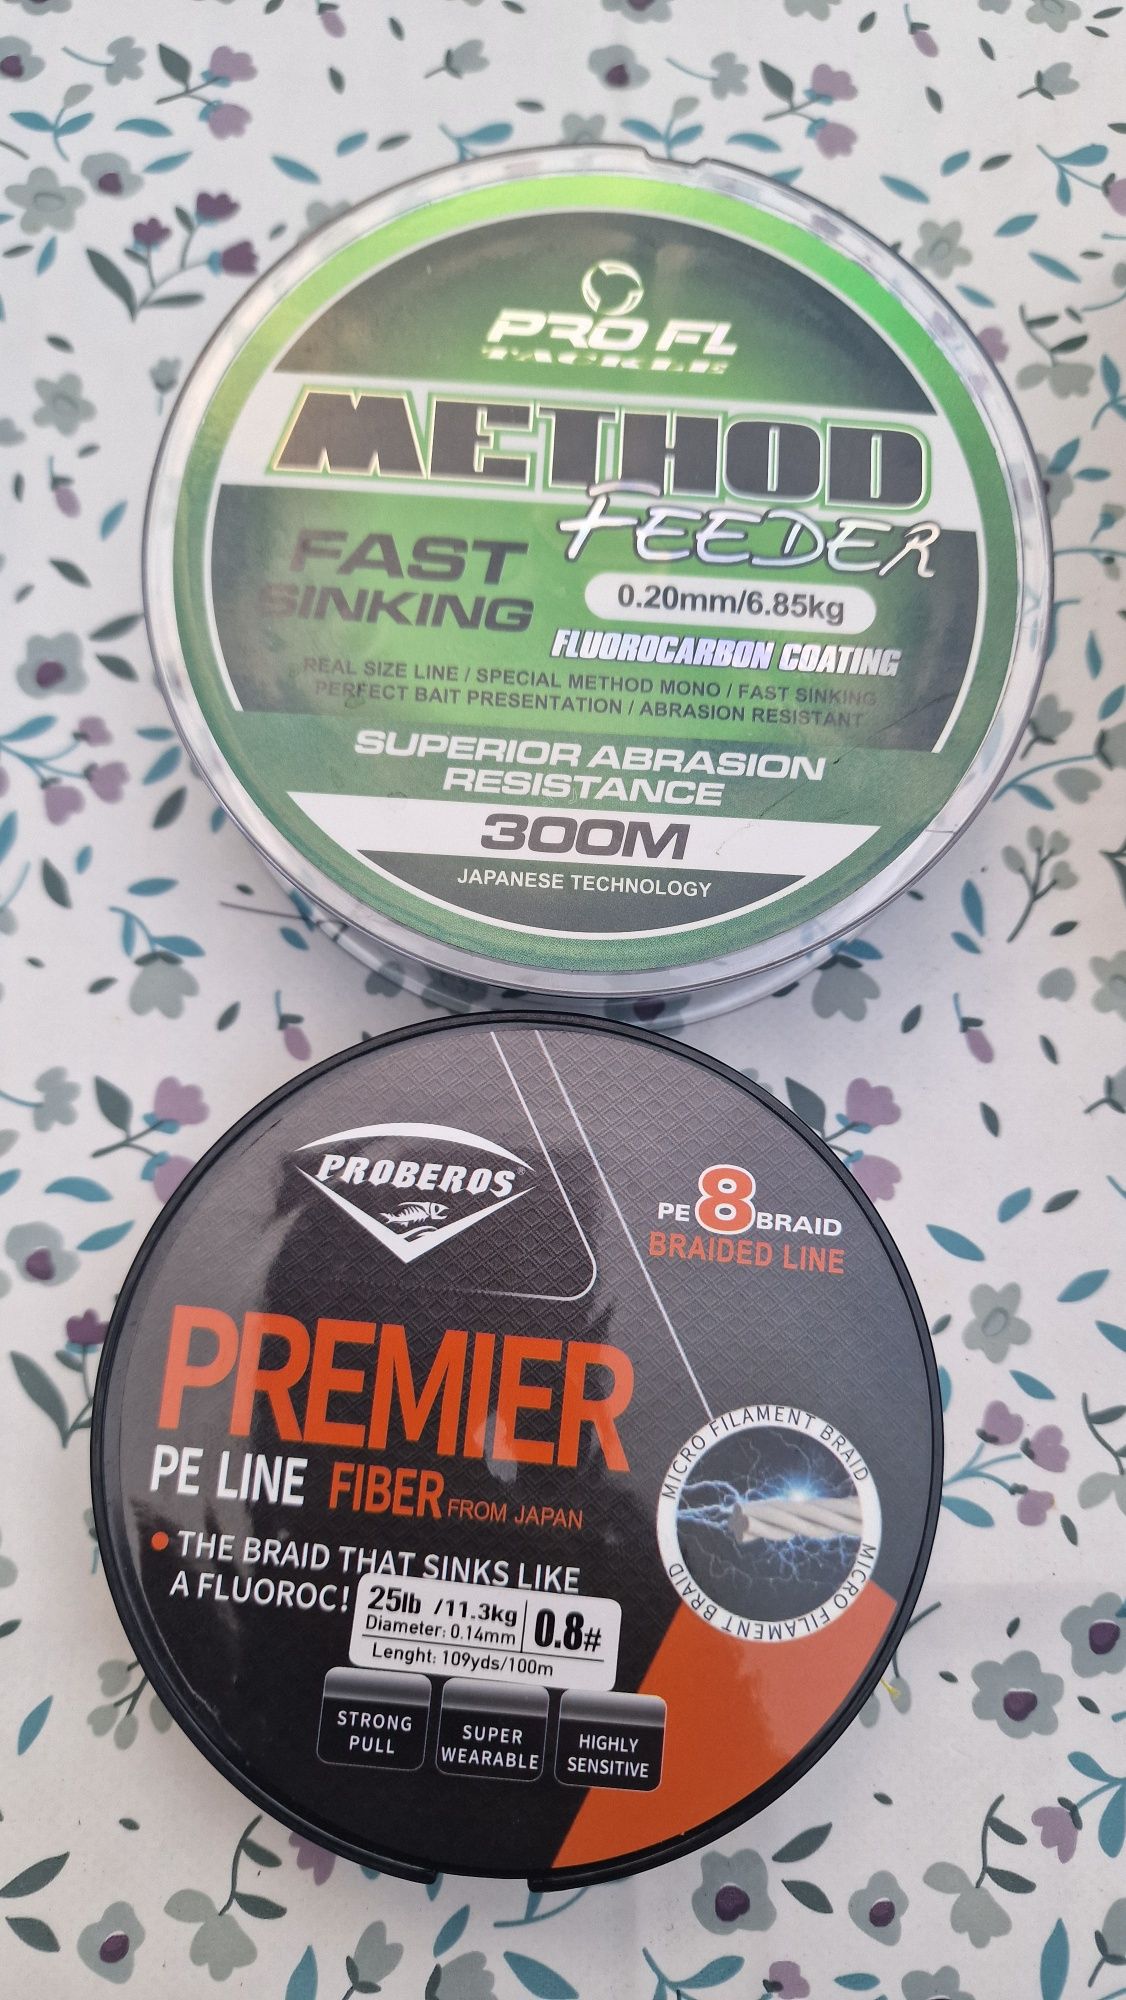 PRO FL
TACKLE
METHOD
FEEDER
FAST
SINKING
0.20mm/6.85kg
FLUOROCARBON COATING
REAL SIZE LINE / SPECIAL METHOD MONO / FAST SINKING
PERFECT BAIT PRESENTATION / ABRASION RESISTANT
SUPERIOR ABRASION
RESISTANCE
300M
JAPANESE TECHNOLOGY
PROBEROS®
PE 8 BRAID
BRAIDED LINE
PREMIER
PE LINE FIBER FROM JAPAN
MICRO FILAMENT BRAID
MICRO FILAMENT BRAID
• THE BRAID THAT SINKS LIKE
A FLUOROC!
25lb /11.3kg
Diameter: 0.14mm
0.8#
Lenght: 109yds/100m
STRONG
PULL
SUPER
WEARABLE
HIGHLY
SENSITIVE